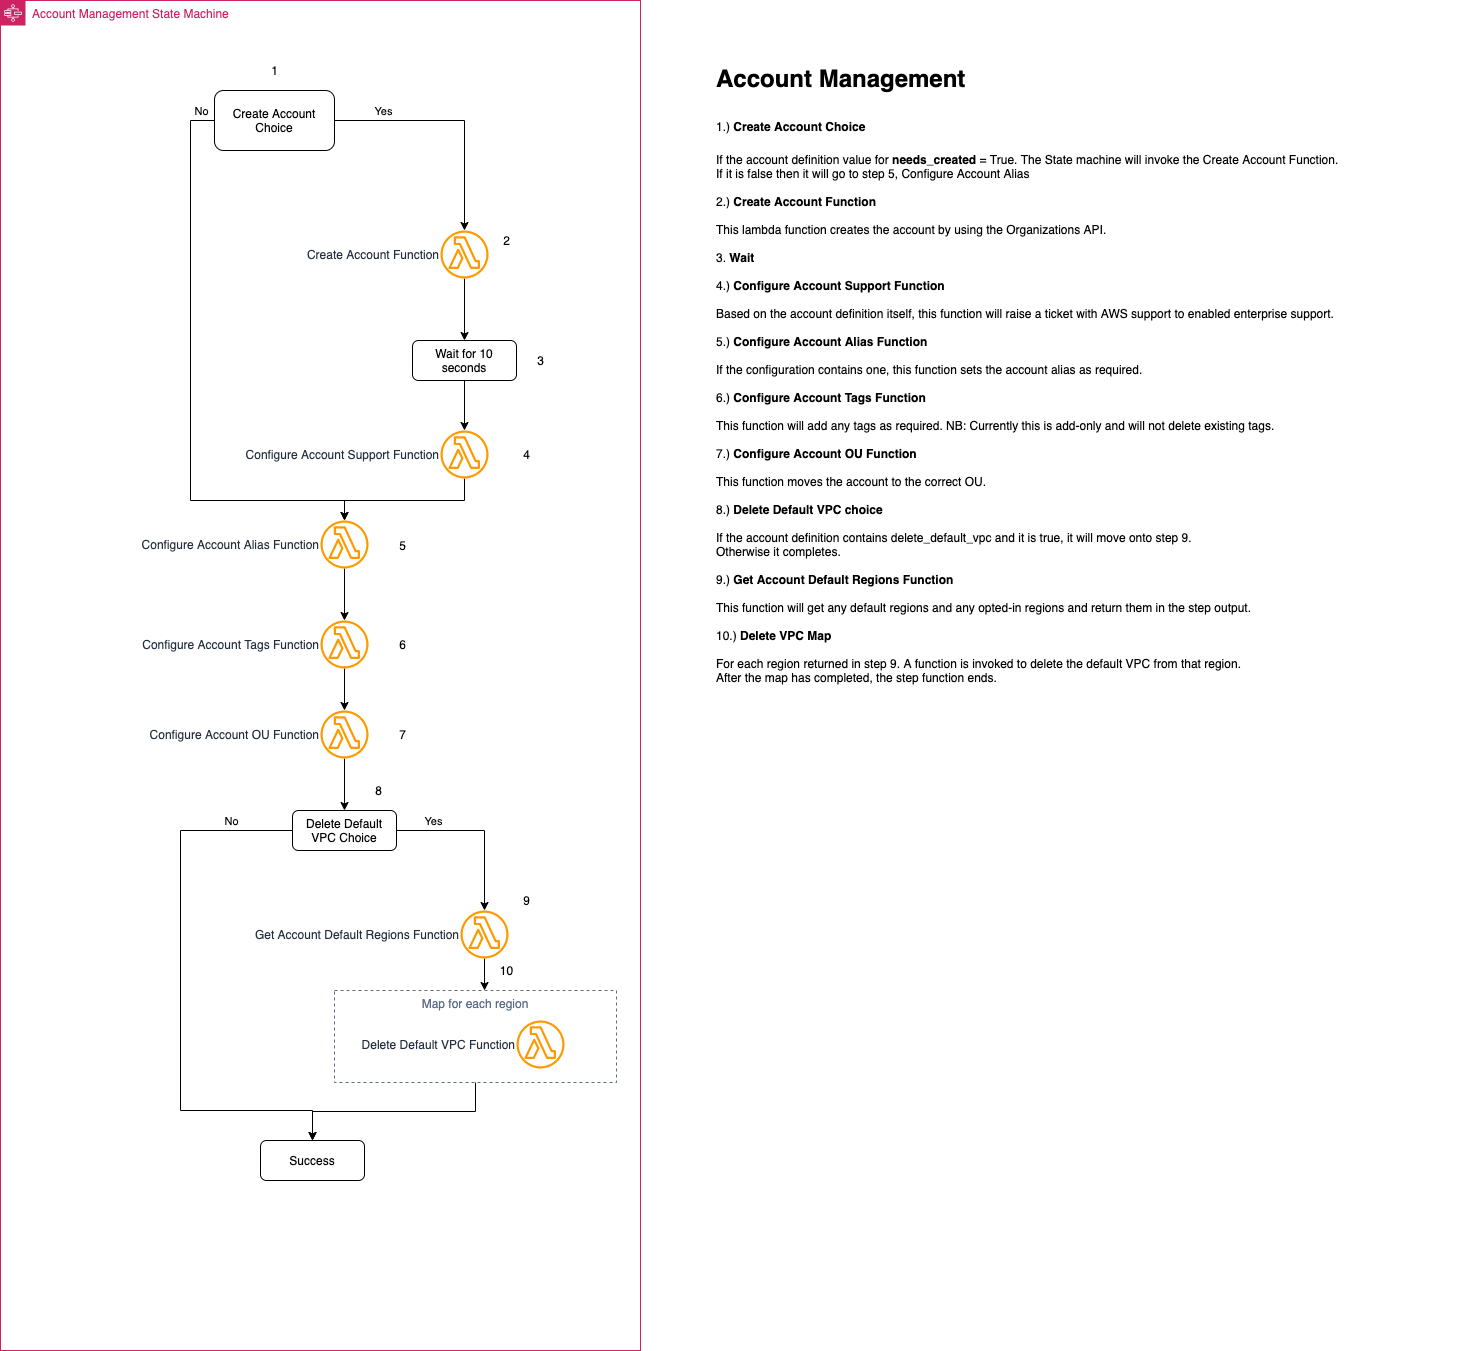 Account Management State Machine
1
No
Yes
Create Account
Choice
Create Account Function
2
Wait for 10
seconds
3
Configure Account Support Function
4
Configure Account Alias Function
5
Configure Account Tags Function
6
Configure Account OU Function
7
8
No
Yes
Delete Default
VPC Choice
9
Get Account Default Regions Function
10
Map for each region
Delete Default VPC Function
Success
Account Management
1.) Create Account Choice
If the account definition value for needs_created = True. The State machine will invoke the Create Account Function.
If it is false then it will go to step 5, Configure Account Alias
2.) Create Account Function
This lambda function creates the account by using the Organizations API.
3. Wait
4.) Configure Account Support Function
Based on the account definition itself, this function will raise a ticket with AWS support to enabled enterprise support.
5.) Configure Account Alias Function
If the configuration contains one, this function sets the account alias as required.
6.) Configure Account Tags Function
This function will add any tags as required. NB: Currently this is add-only and will not delete existing tags.
7.) Configure Account OU Function
This function moves the account to the correct OU.
8.) Delete Default VPC choice
If the account definition contains delete_default_vpc and it is true, it will move onto step 9.
Otherwise it completes.
9.) Get Account Default Regions Function
This function will get any default regions and any opted-in regions and return them in the step output.
10.) Delete VPC Map
For each region returned in step 9. A function is invoked to delete the default VPC from that region.
After the map has completed, the step function ends.